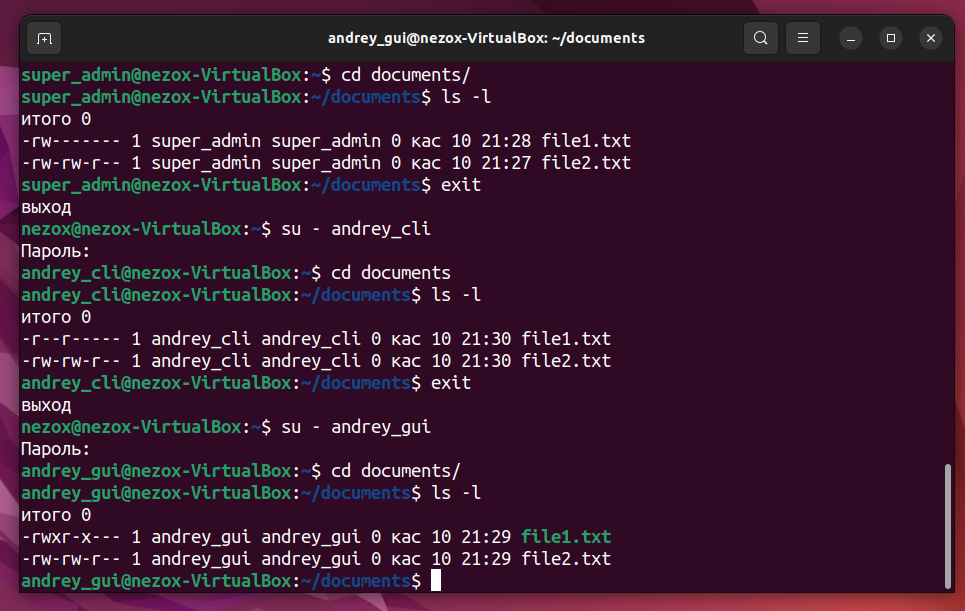 andrey_gui@nezox-VirtualBox: ~/documents
super_admin@nezox-VirtualBox:~$ cd documents/
super_admin@nezox-VirtualBox:~/documents$ ls -l
итого 0
-rw------- 1 super_admin super_admin 0 кас 10 21:28 file1.txt
-rw-rw-r-- 1 super_admin super_admin 0 кас 10 21:27 file2.txt
super_admin@nezox-VirtualBox:~/documents$ exit
выход
nezox@nezox-VirtualBox:~$ su - andrey_cli
Пароль:
andrey_cli@nezox-VirtualBox:~$ cd documents
andrey_cli@nezox-VirtualBox:~/documents$ ls -l
итого 0
-r--r----- 1 andrey_cli andrey_cli 0 кас 10 21:30 file1.txt
-rw-rw-r-- 1 andrey_cli andrey_cli 0 кас 10 21:30 file2.txt
andrey_cli@nezox-VirtualBox:~/documents$ exit
выход
nezox@nezox-VirtualBox:~$ su - andrey_gui
Пароль:
andrey_gui@nezox-VirtualBox:~$ cd documents/
andrey_gui@nezox-VirtualBox:~/documents$ ls -l
итого 0
-rwxr-x--- 1 andrey_gui andrey_gui 0 кас 10 21:29 file1.txt
-rw-rw-r-- 1 andrey_gui andrey_gui 0 кас 10 21:29 file2.txt
andrey_gui@nezox-VirtualBox:~/documents$